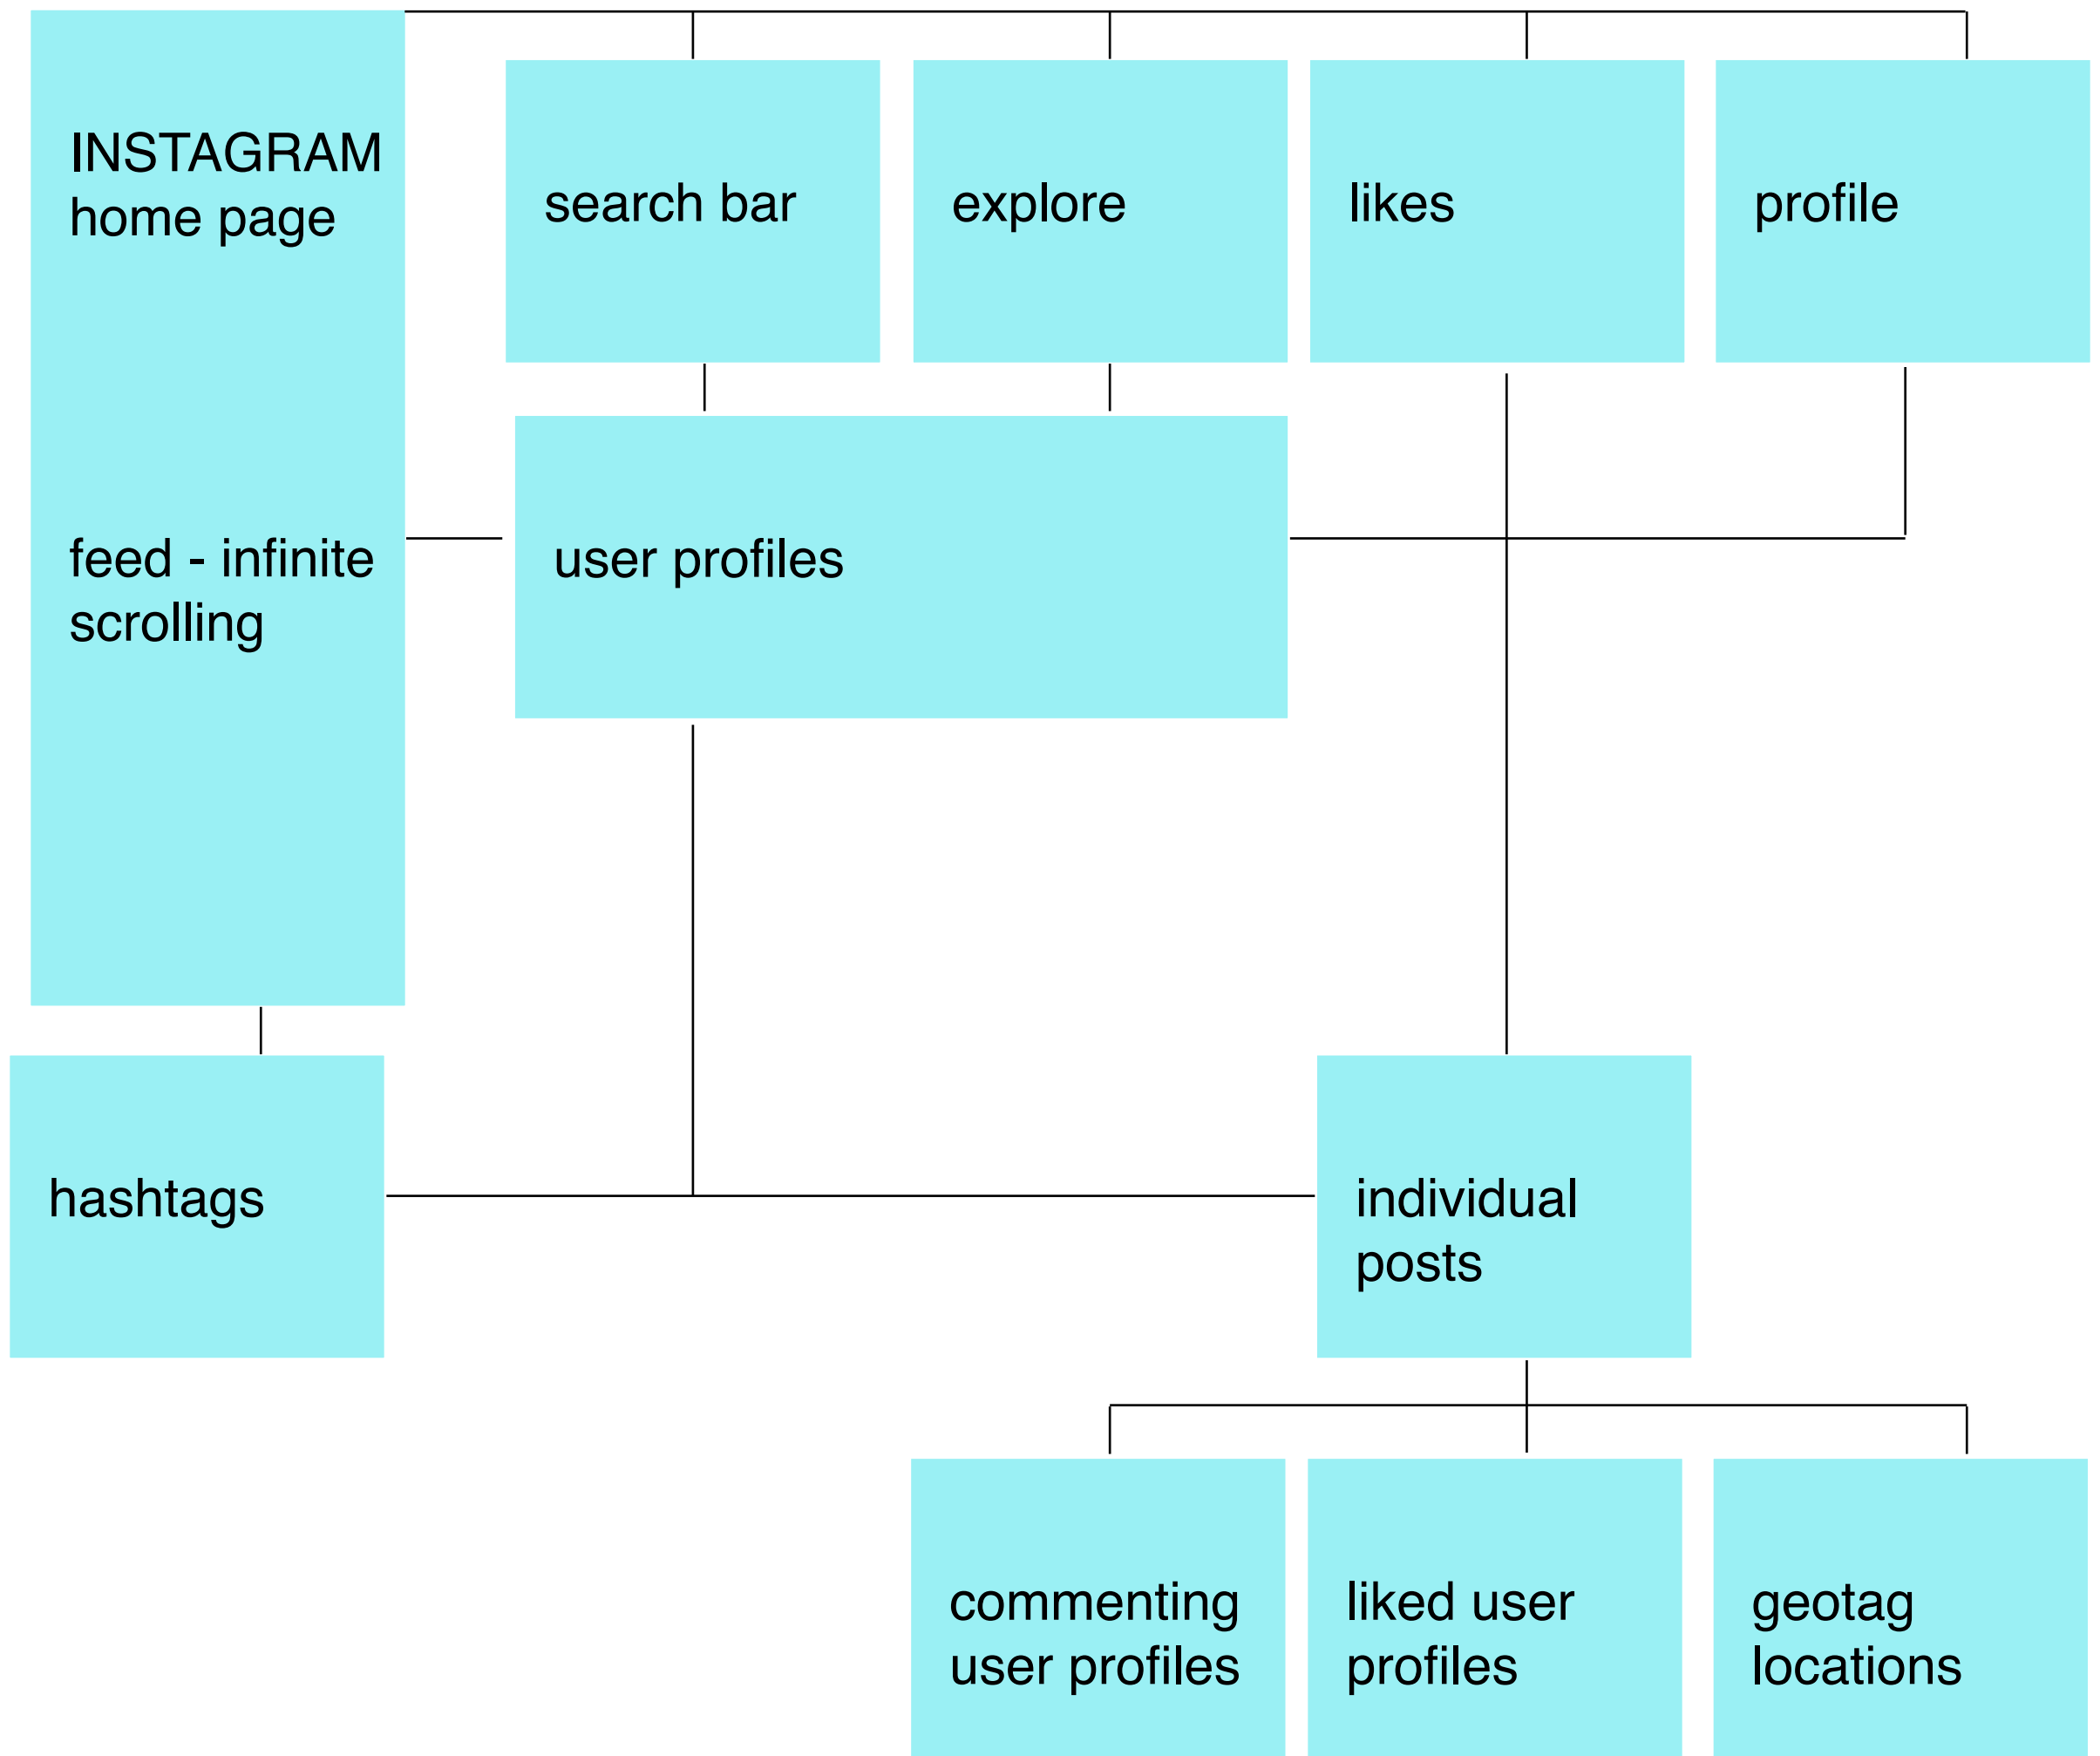 INSTAGRAM
home page
search bar
explore
likes
profile
feed - infinite
scrolling
user profiles
hashtags
individual
posts
commenting
user profiles
liked user
profiles
geotag
locations